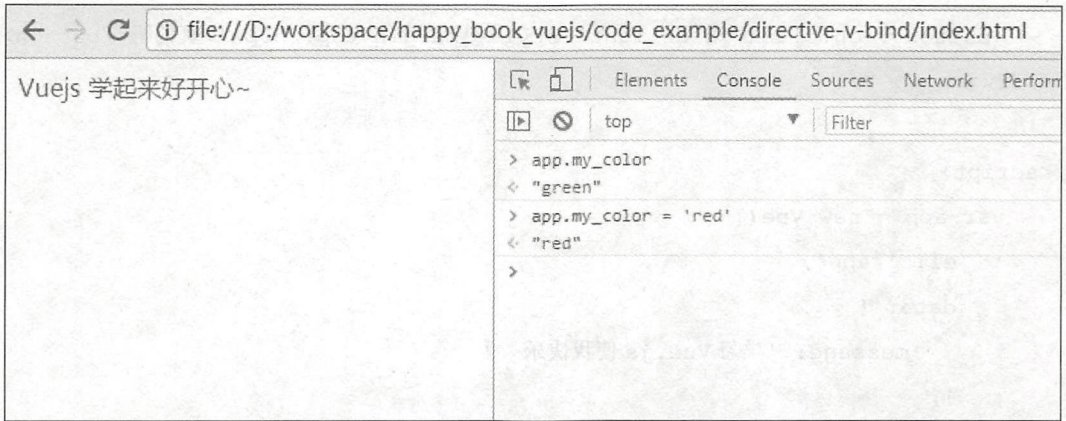 file:///D:/workspace/happy_book_vuejs/code_example/directive-v-bind/index.html
Vuejs 学起来好开心~
Elements Console Sources Network Perform
top Filter
> app.my_color
< "green"
> app.my_color = 'red'
< "red"
>